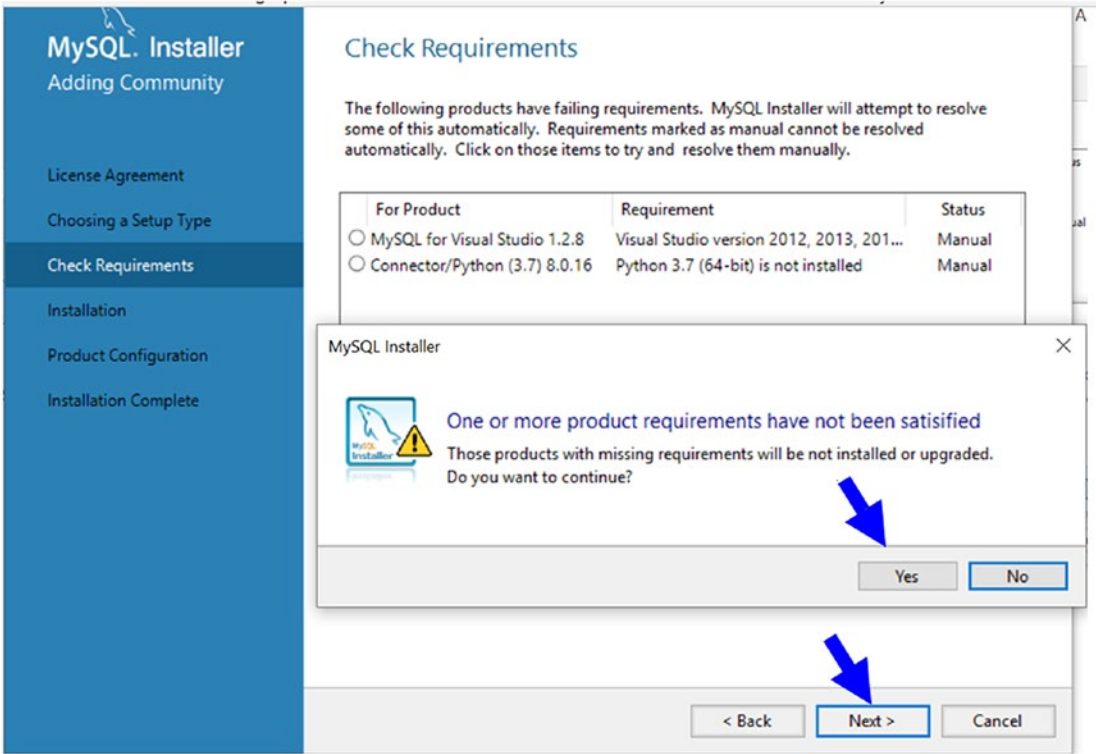 MySQL. Installer
Adding Community
License Agreement
Choosing a Setup Type
Check Requirements
Installation
Product Configuration
Installation Complete
Check Requirements
The following products have failing requirements. MySQL Installer will attempt to resolve
some of this automatically. Requirements marked as manual cannot be resolved
automatically. Click on those items to try and resolve them manually.
For Product Requirement Status
MySQL for Visual Studio 1.2.8 Visual Studio version 2012, 2013, 201... Manual
Connector/Python (3.7) 8.0.16 Python 3.7 (64-bit) is not installed Manual
MySQL Installer
MySQL
Installer
One or more product requirements have not been satisified
Those products with missing requirements will be not installed or upgraded.
Do you want to continue?
Yes No
< Back Next > Cancel
A